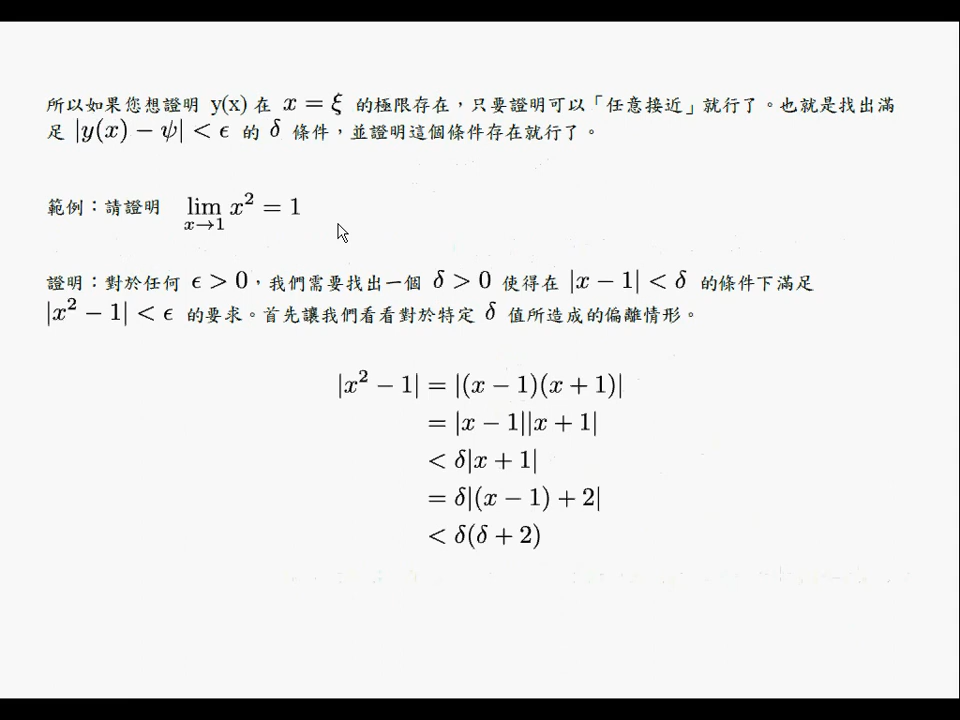 所以如果您想證明 y(x) 在 x = ξ 的極限存在，只要證明可以「任意接近」就行了。也就是找出滿
足 |y(x) − ψ| < ϵ 的 δ 條件，並證明這個條件存在就行了。
範例：請證明 lim x→1 x² = 1
證明：對於任何 ϵ > 0，我們需要找出一個 δ > 0 使得在 |x − 1| < δ 的條件下滿足
|x² − 1| < ϵ 的要求。首先讓我們看看對於特定 δ 值所造成的偏離情形。
|x² − 1| = |(x − 1)(x + 1)|
= |x − 1||x + 1|
< δ|x + 1|
= δ|(x − 1) + 2|
< δ(δ + 2)